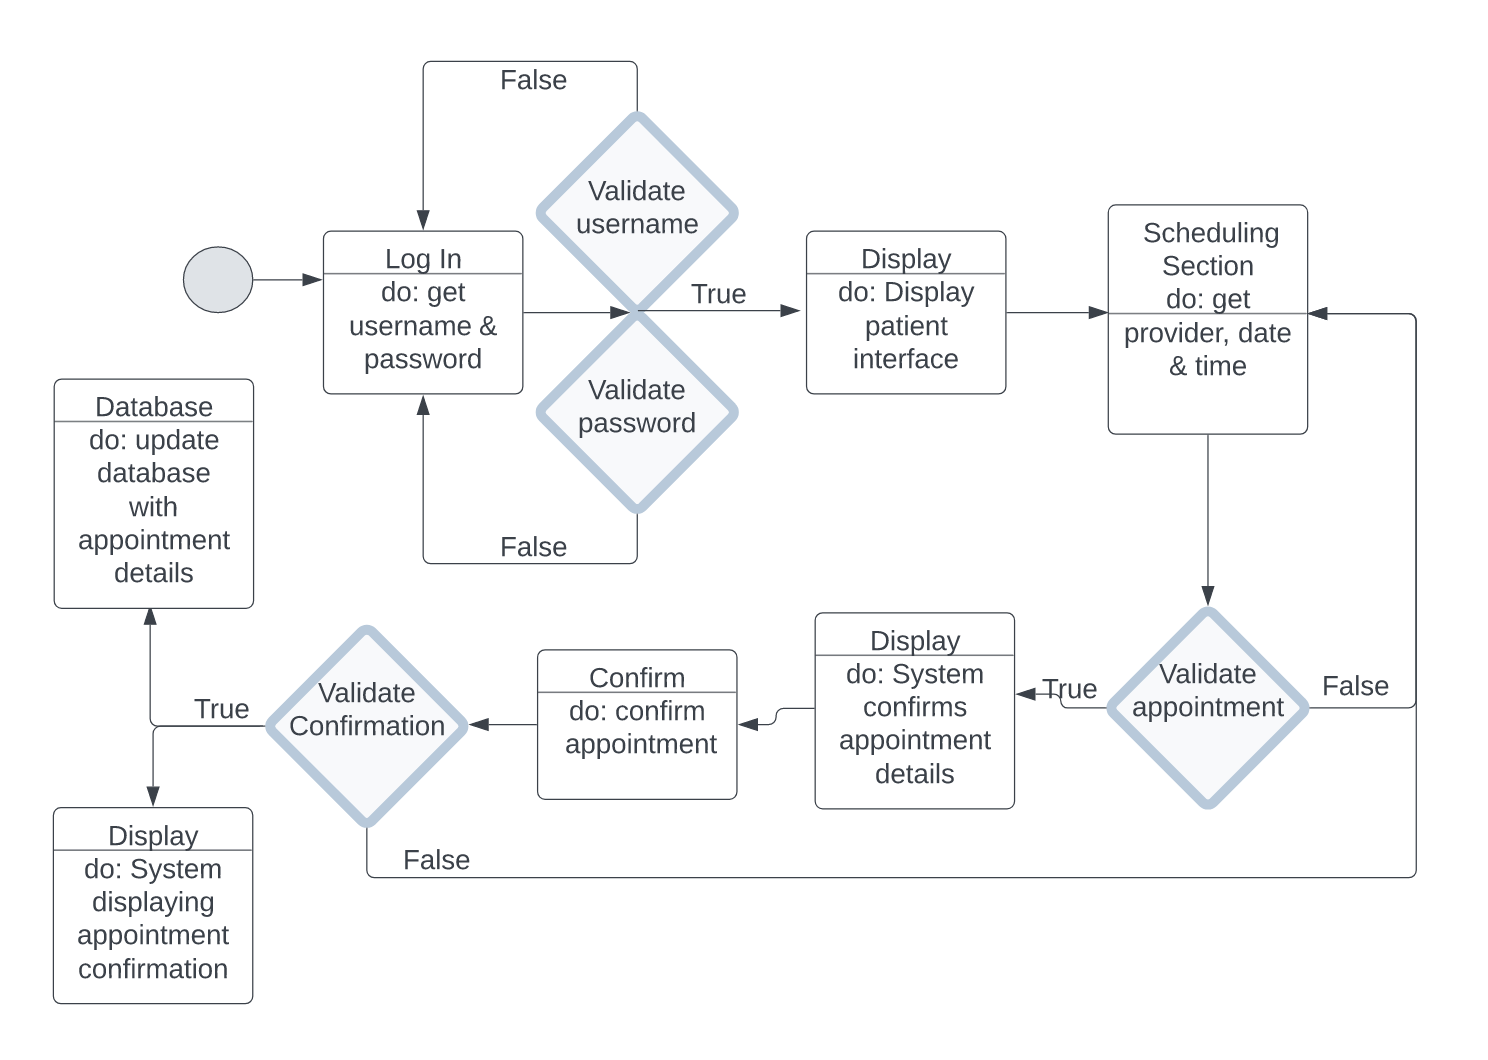 False
Validate
username
Log In
do: get
username &
password
True
Validate
password
False
Display
do: Display
patient
interface
Scheduling
Section
do: get
provider, date
& time
Validate
appointment
False
True
Display
do: System
confirms
appointment
details
Confirm
do: confirm
appointment
Validate
Confirmation
False
True
Database
do: update
database
with
appointment
details
Display
do: System
displaying
appointment
confirmation